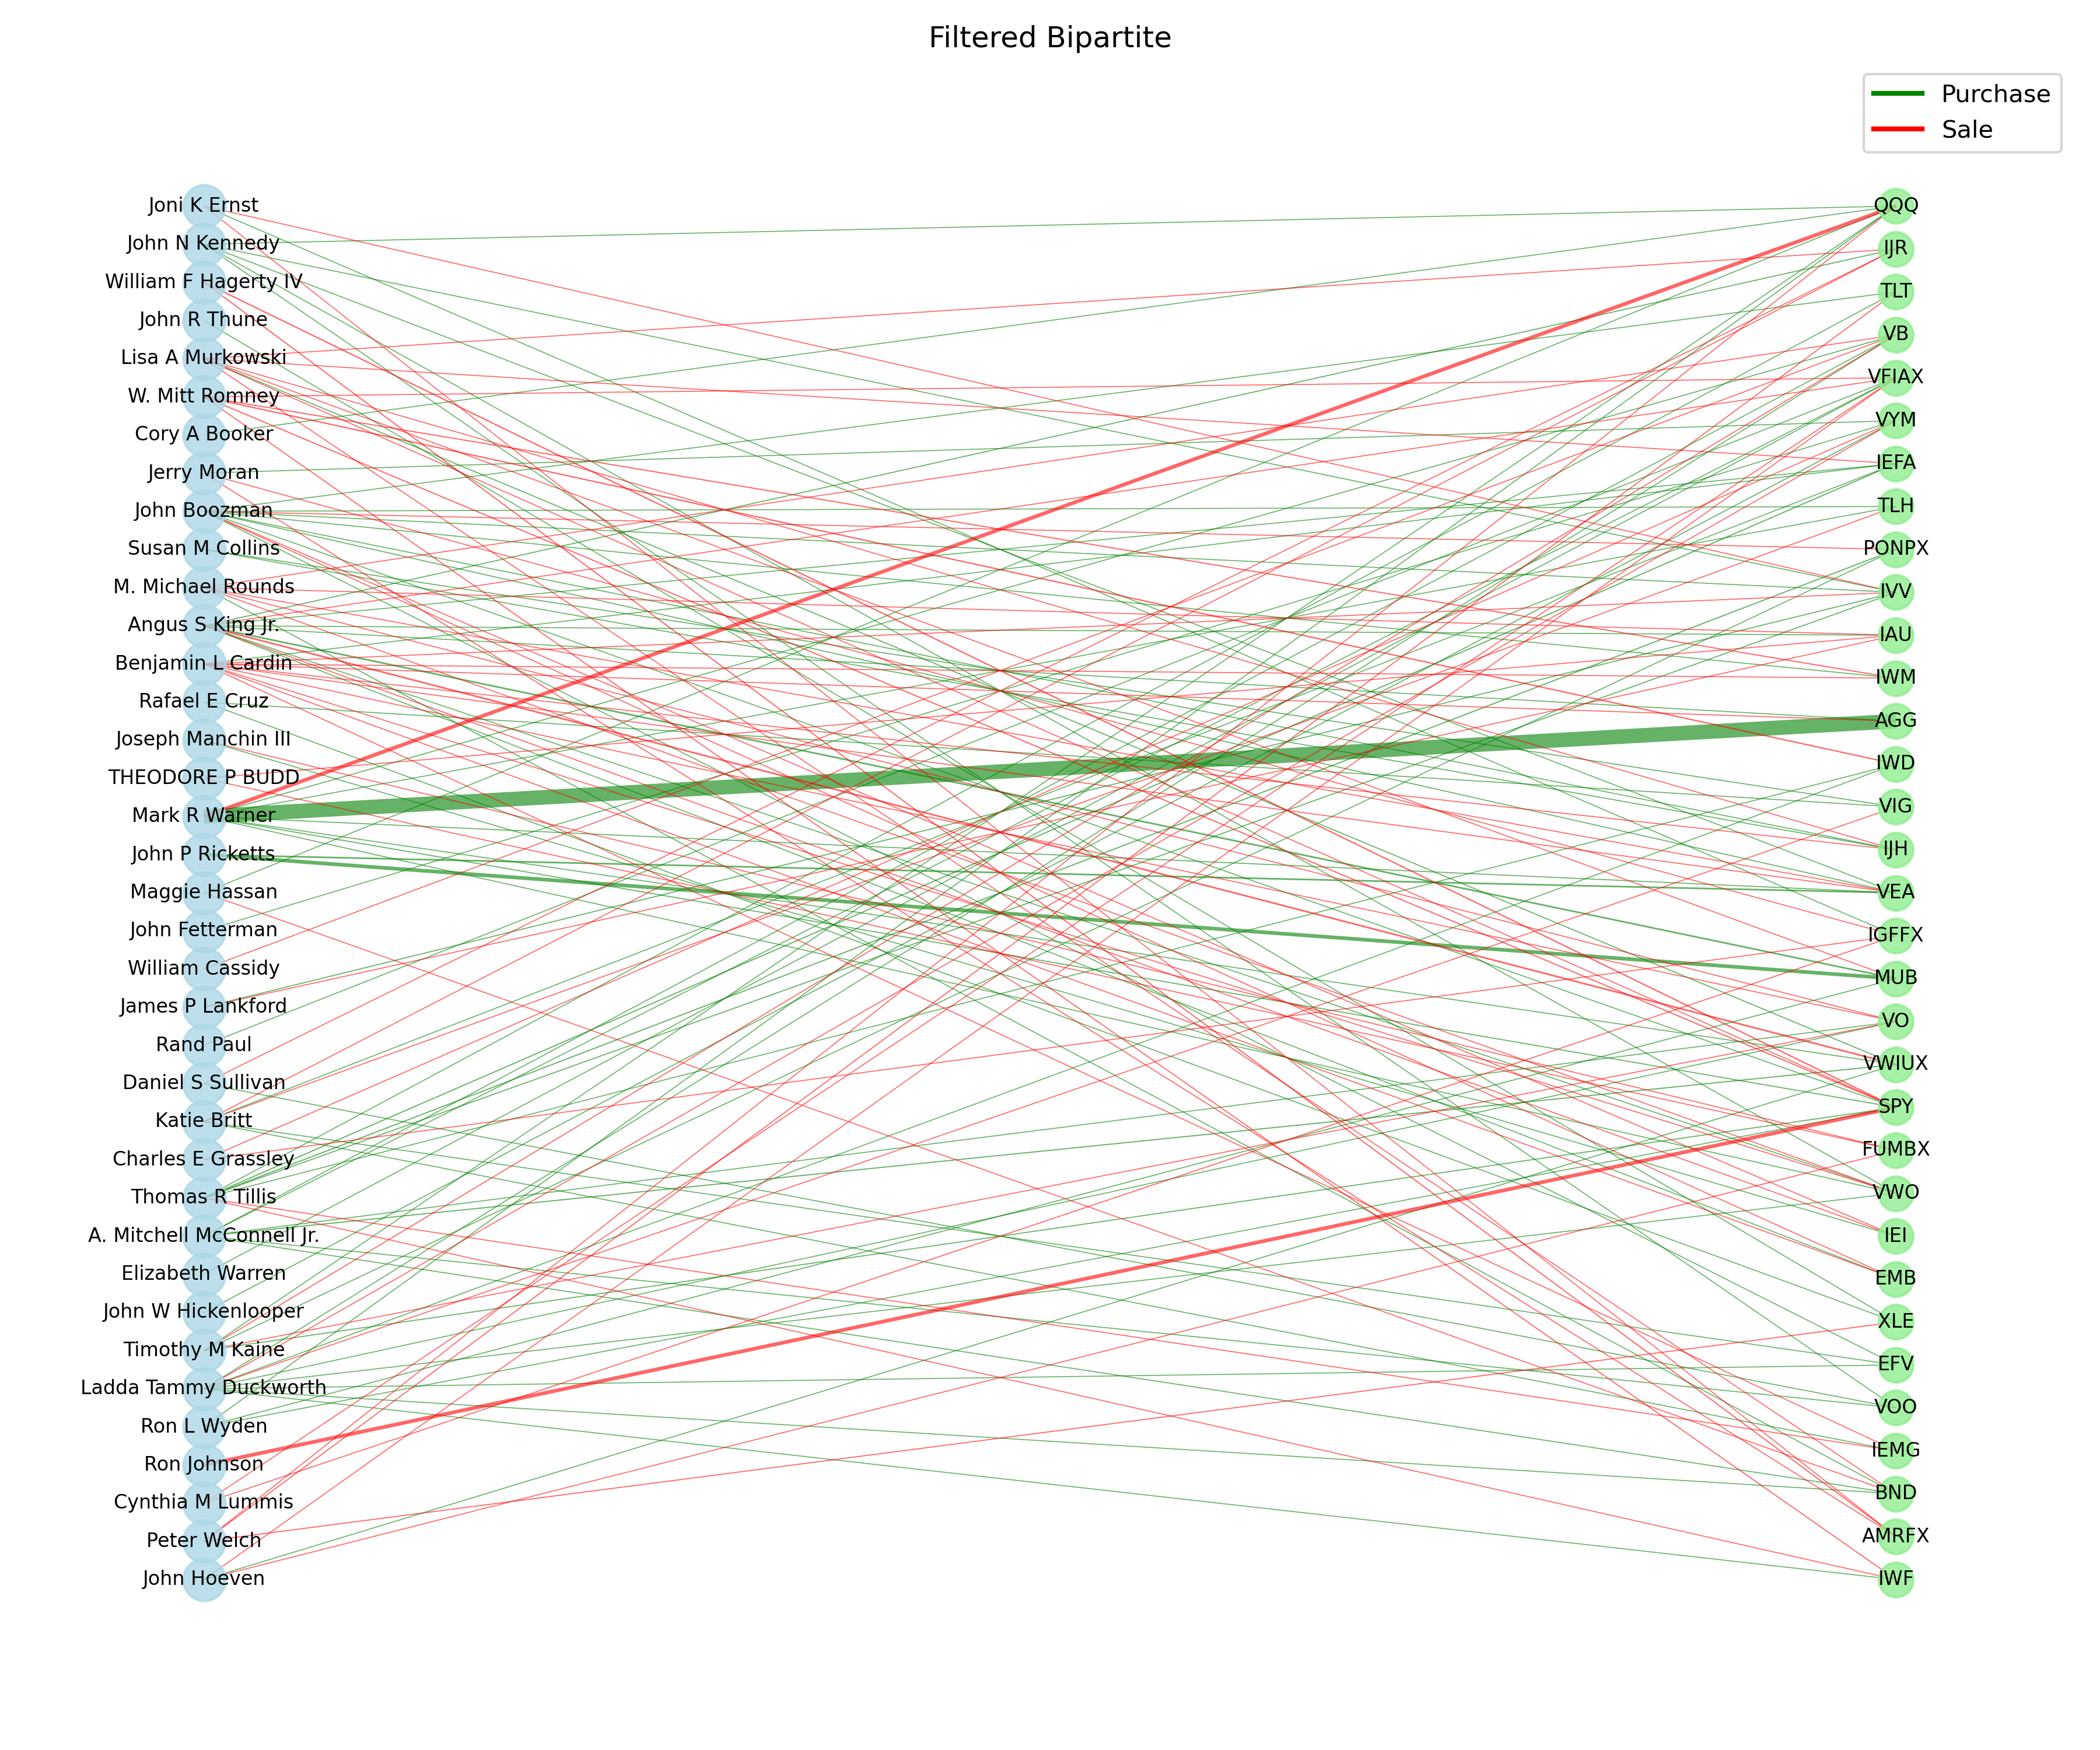 Filtered Bipartite
Purchase
Sale
Joni K Ernst
John N Kennedy
William F Hagerty IV
John R Thune
Lisa A Murkowski
W. Mitt Romney
Cory A Booker
Jerry Moran
John Boozman
Susan M Collins
M. Michael Rounds
Angus S King Jr.
Benjamin L Cardin
Rafael E Cruz
Joseph Manchin III
THEODORE P BUDD
Mark R Warner
John P Ricketts
Maggie Hassan
John Fetterman
William Cassidy
James P Lankford
Rand Paul
Daniel S Sullivan
Katie Britt
Charles E Grassley
Thomas R Tillis
A. Mitchell McConnell Jr.
Elizabeth Warren
John W Hickenlooper
Timothy M Kaine
Ladda Tammy Duckworth
Ron L Wyden
Ron Johnson
Cynthia M Lummis
Peter Welch
John Hoeven
QQQ
IJR
TLT
VB
VFIAX
VYM
IEFA
TLH
PONPX
IVV
IAU
IWM
AGG
IWD
VIG
IJH
VEA
IGFFX
MUB
VO
VWIUX
SPY
FUMBX
VWO
IEI
EMB
XLE
EFV
VOO
IEMG
BND
AMRFX
IWF